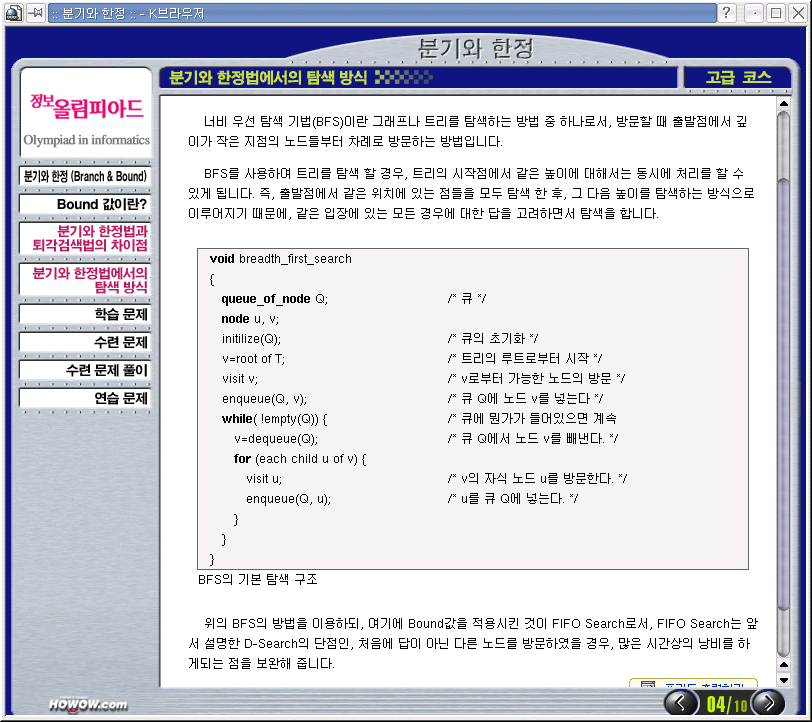 :: 분기와 한정 :: - K브라우저
분기와 한정
분기와 한정법에서의 탐색 방식
고급 코스
정보올림피아드
Olympiad in informatics
분기와 한정 (Branch & Bound)
Bound 값이란?
분기와 한정법과
퇴각검색법의 차이점
분기와 한정법에서의
탐색 방식
학습 문제
수련 문제
수련 문제 풀이
연습 문제
너비 우선 탐색 기법(BFS)이란 그래프나 트리를 탐색하는 방법 중 하나로서, 방문할 때 출발점에서 깊
이가 작은 지점의 노드들부터 차례로 방문하는 방법입니다.
BFS를 사용하여 트리를 탐색 할 경우, 트리의 시작점에서 같은 높이에 대해서는 동시에 처리를 할 수
있게 됩니다. 즉, 출발점에서 같은 위치에 있는 점들을 모두 탐색 한 후, 그 다음 높이를 탐색하는 방식으로
이루어지기 때문에, 같은 입장에 있는 모든 경우에 대한 답을 고려하면서 탐색을 합니다.
void breadth_first_search
{
queue_of_node Q; /* 큐 */
node u, v;
initilize(Q); /* 큐의 초기화 */
v=root of T; /* 트리의 루트로부터 시작 */
visit v; /* v로부터 가능한 노드의 방문 */
enqueue(Q, v); /* 큐 Q에 노드 v를 넣는다 */
while( !empty(Q)) { /* 큐에 뭔가가 들어있으면 계속
v=dequeue(Q); /* 큐 Q에서 노드 v를 빼낸다. */
for (each child u of v) {
visit u; /* v의 자식 노드 u를 방문한다. */
enqueue(Q, u); /* u를 큐 Q에 넣는다. */
}
}
}
BFS의 기본 탐색 구조
위의 BFS의 방법을 이용하되, 여기에 Bound값을 적용시킨 것이 FIFO Search로서, FIFO Search는 앞
서 설명한 D-Search의 단점인, 처음에 답이 아닌 다른 노드를 방문하였을 경우, 많은 시간상의 낭비를 하
게되는 점을 보완해 줍니다.
HOWOW.com
04/10